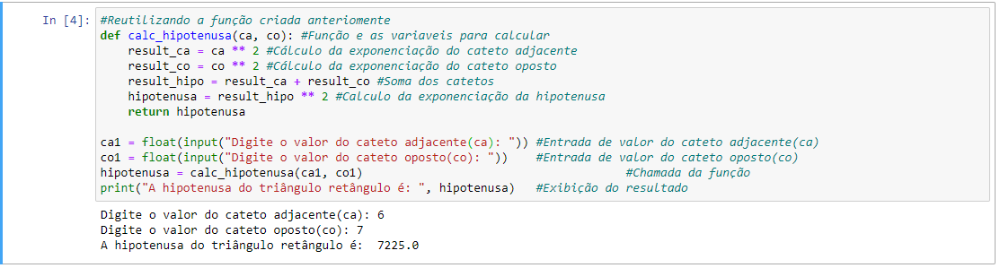 In [4]:
#Reutilizando a função criada anteriomente
def calc_hipotenusa(ca, co): #Função e as variaveis para calcular
    result_ca = ca ** 2 #Cálculo da exponenciação do cateto adjacente
    result_co = co ** 2 #Cálculo da exponenciação do cateto oposto
    result_hipo = result_ca + result_co #Soma dos catetos
    hipotenusa = result_hipo ** 2 #Calculo da exponenciação da hipotenusa
    return hipotenusa
ca1 = float(input("Digite o valor do cateto adjacente(ca): ")) #Entrada de valor do cateto adjacente(ca)
co1 = float(input("Digite o valor do cateto oposto(co): "))    #Entrada de valor do cateto oposto(co)
hipotenusa = calc_hipotenusa(ca1, co1)                                      #Chamada da função
print("A hipotenusa do triângulo retângulo é: ", hipotenusa)   #Exibição do resultado
Digite o valor do cateto adjacente(ca): 6
Digite o valor do cateto oposto(co): 7
A hipotenusa do triângulo retângulo é:  7225.0